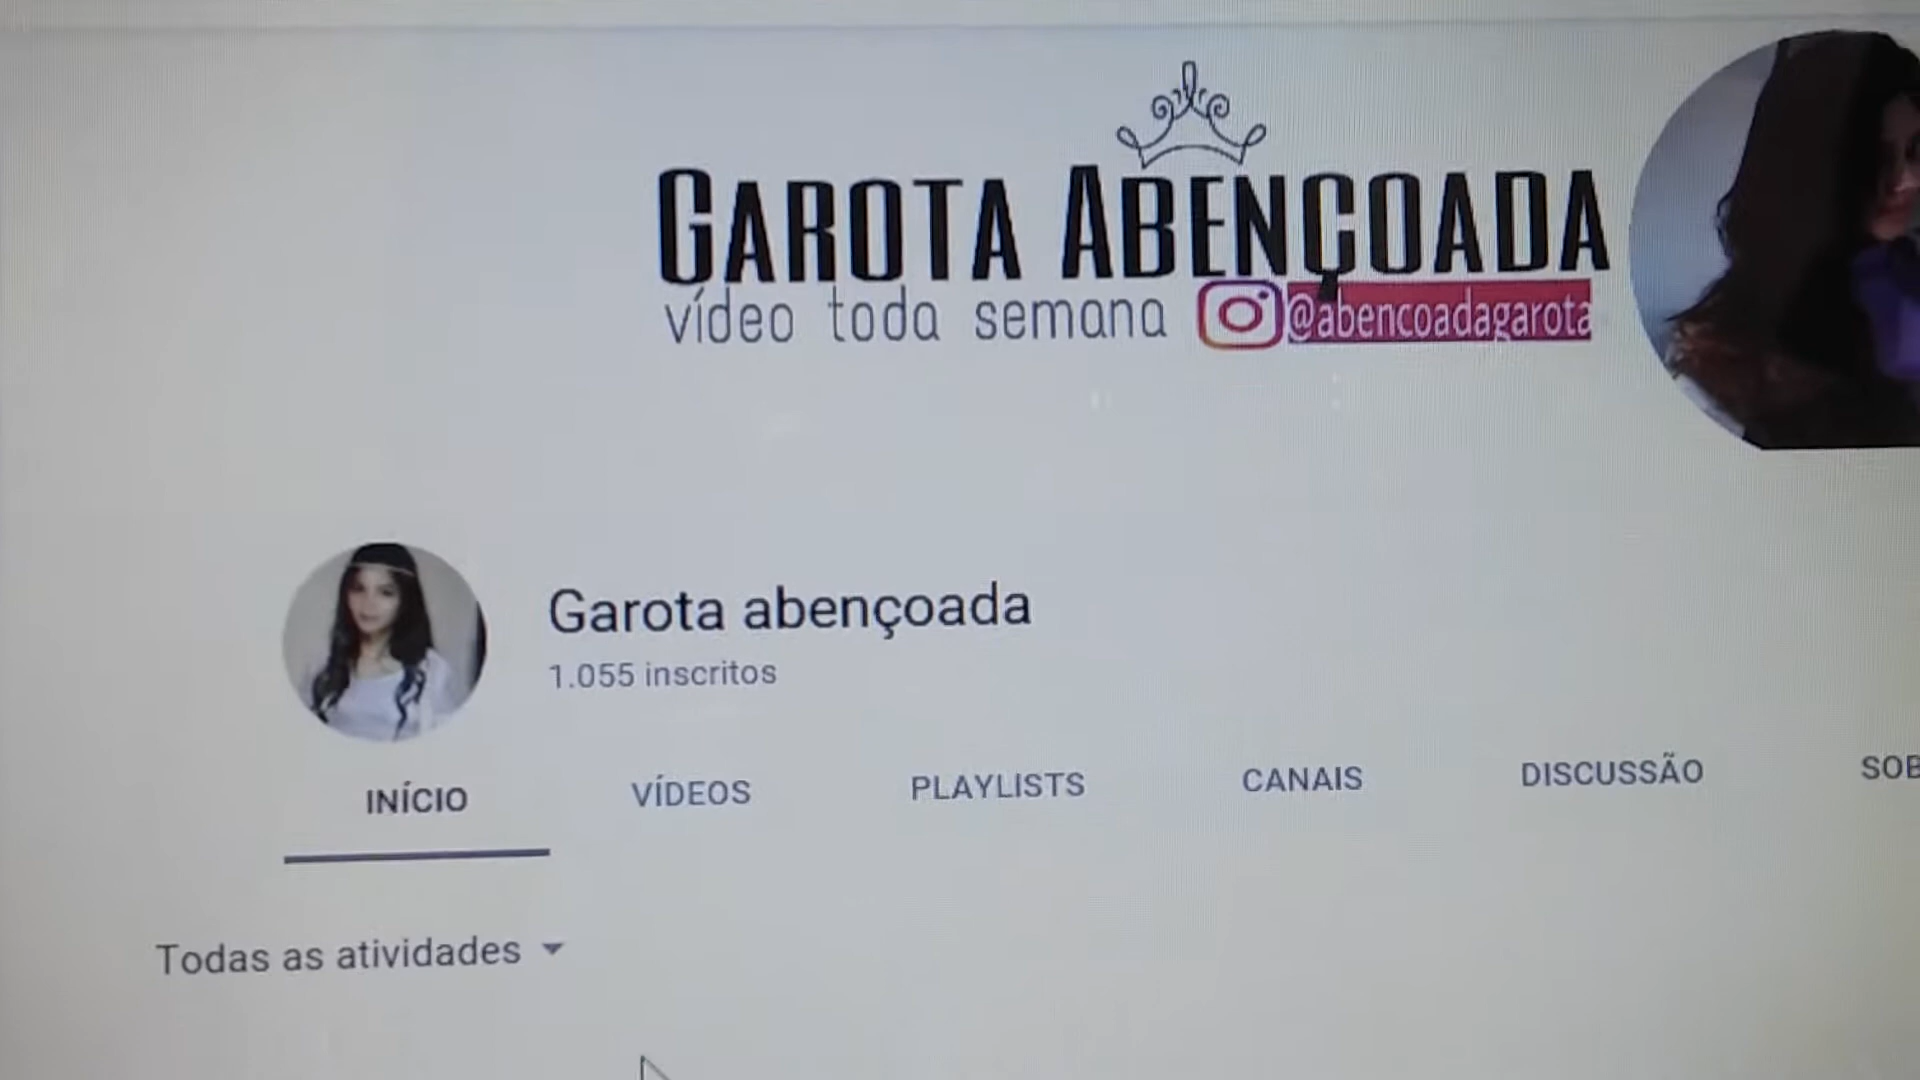 GAROTA ABENÇOADA
vídeo toda semana @abencoadagarota
Garota abençoada
1.055 inscritos
INÍCIO VÍDEOS PLAYLISTS CANAIS DISCUSSÃO
Todas as atividades